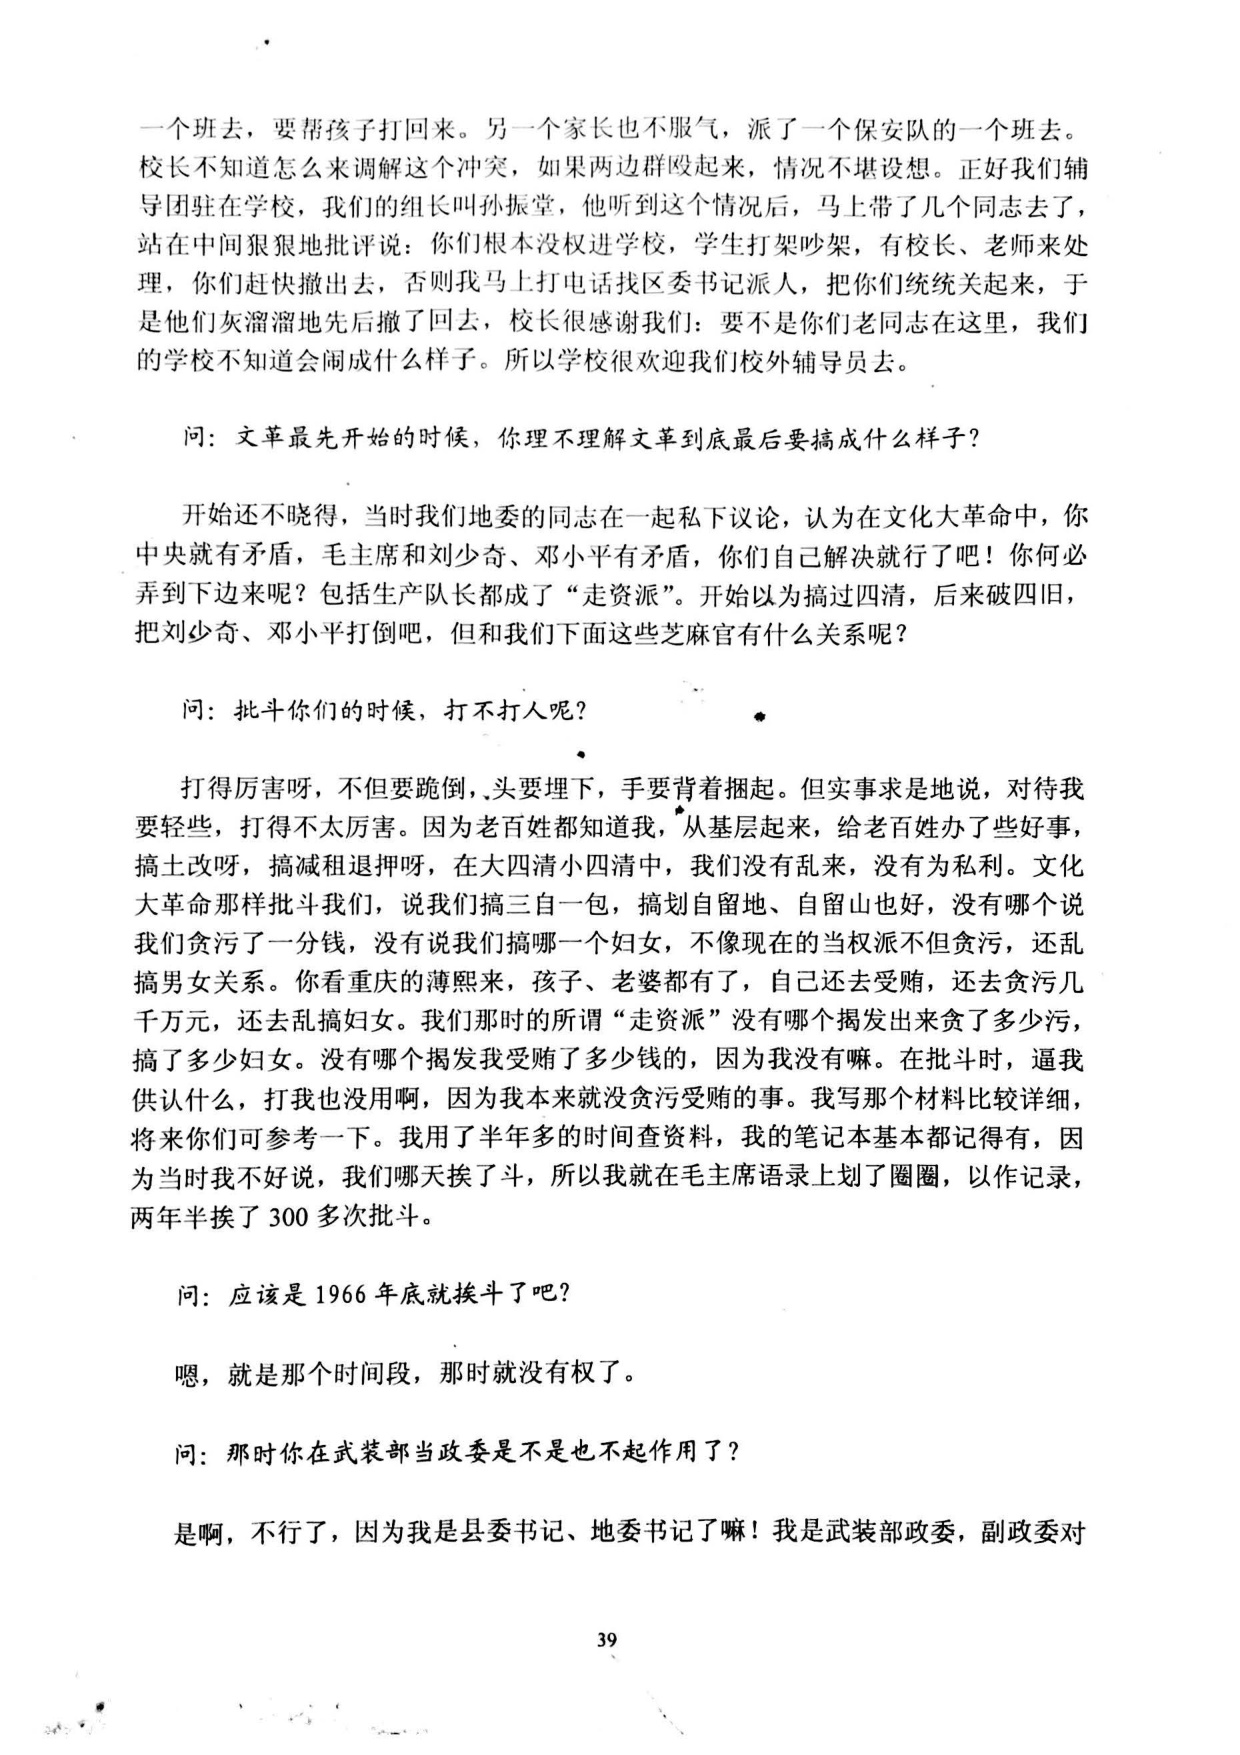 一个班去，要帮孩子打回来。另一个家长也不服气，派了一个保安队的一个班去。
校长不知道怎么来调解这个冲突，如果两边群殴起来，情况不堪设想。正好我们辅
导团驻在学校，我们的组长叫孙振堂，他听到这个情况后，马上带了几个同志去了，
站在中间狠狠地批评说：你们根本没权进学校，学生打架吵架，有校长、老师来处
理，你们赶快撤出去，否则我马上打电话找区委书记派人，把你们统统关起来，于
是他们灰溜溜地先后撤了回去，校长很感谢我们：要不是你们老同志在这里，我们
的学校不知道会闹成什么样子。所以学校很欢迎我们校外辅导员去。
问：文革最先开始的时候，你理不理解文革到底最后要搞成什么样子？
开始还不晓得，当时我们地委的同志在一起私下议论，认为在文化大革命中，你
中央就有矛盾，毛主席和刘少奇、邓小平有矛盾，你们自己解决就行了吧！你何必
弄到下边来呢？包括生产队长都成了“走资派”。开始以为搞过四清，后来破四旧，
把刘少奇、邓小平打倒吧，但和我们下面这些芝麻官有什么关系呢？
问：批斗你们的时候，打不打人呢？
打得厉害呀，不但要跪倒，头要埋下，手要背着捆起。但实事求是地说，对待我
要轻些，打得不太厉害。因为老百姓都知道我，从基层起来，给老百姓办了些好事，
搞土改呀，搞减租退押呀，在大四清小四清中，我们没有乱来，没有为私利。文化
大革命那样批斗我们，说我们搞三自一包，搞划自留地、自留山也好，没有哪个说
我们贪污了一分钱，没有说我们搞哪一个妇女，不像现在的当权派不但贪污，还乱
搞男女关系。你看重庆的薄熙来，孩子、老婆都有了，自己还去受贿，还去贪污几
千万元，还去乱搞妇女。我们那时的所谓“走资派”没有哪个揭发出来贪了多少污，
搞了多少妇女。没有哪个揭发我受贿了多少钱的，因为我没有嘛。在批斗时，逼我
供认什么，打我也没用啊，因为我本来就没贪污受贿的事。我写那个材料比较详细，
将来你们可参考一下。我用了半年多的时间查资料，我的笔记本基本都记得有，因
为当时我不好说，我们哪天挨了斗，所以我就在毛主席语录上划了圈圈，以作记录，
两年半挨了 300 多次批斗。
问：应该是 1966 年底就挨斗了吧？
嗯，就是那个时间段，那时就没有权了。
问：那时你在武装部当政委是不是也不起作用了？
是啊，不行了，因为我是县委书记、地委书记了嘛！我是武装部政委，副政委对
39